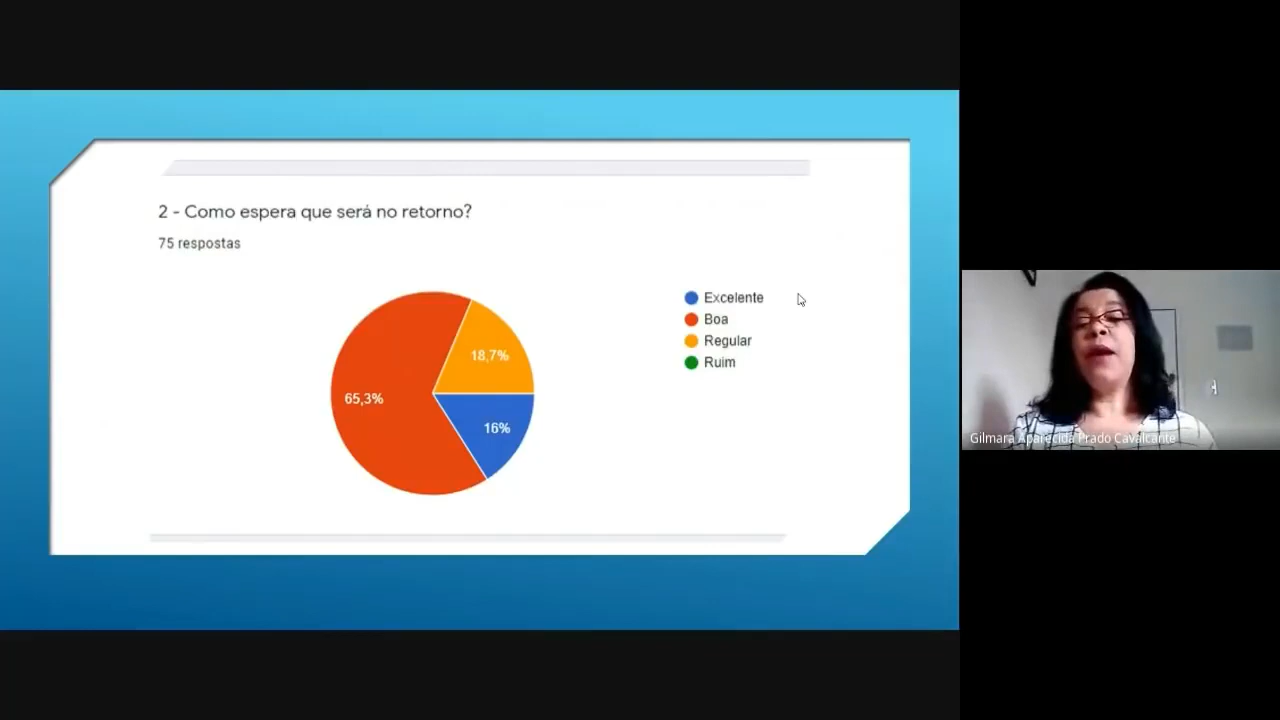 2 - Como espera que será no retorno?
75 respostas
Excelente
Boa
Regular
Ruim
18,7%
65,3%
16%
Gilmara Aparecida Prado Cavalcante